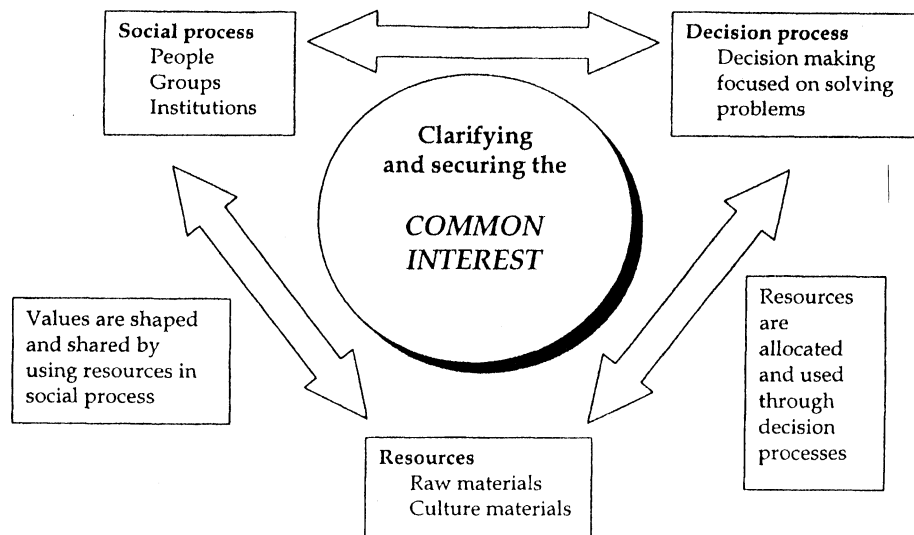 Social process
People
Groups
Institutions
Decision process
Decision making
focused on solving
problems
Clarifying
and securing the
COMMON
INTEREST
Values are shaped
and shared by
using resources in
social process
Resources
are
allocated
and used
through
decision
processes
Resources
Raw materials
Culture materials